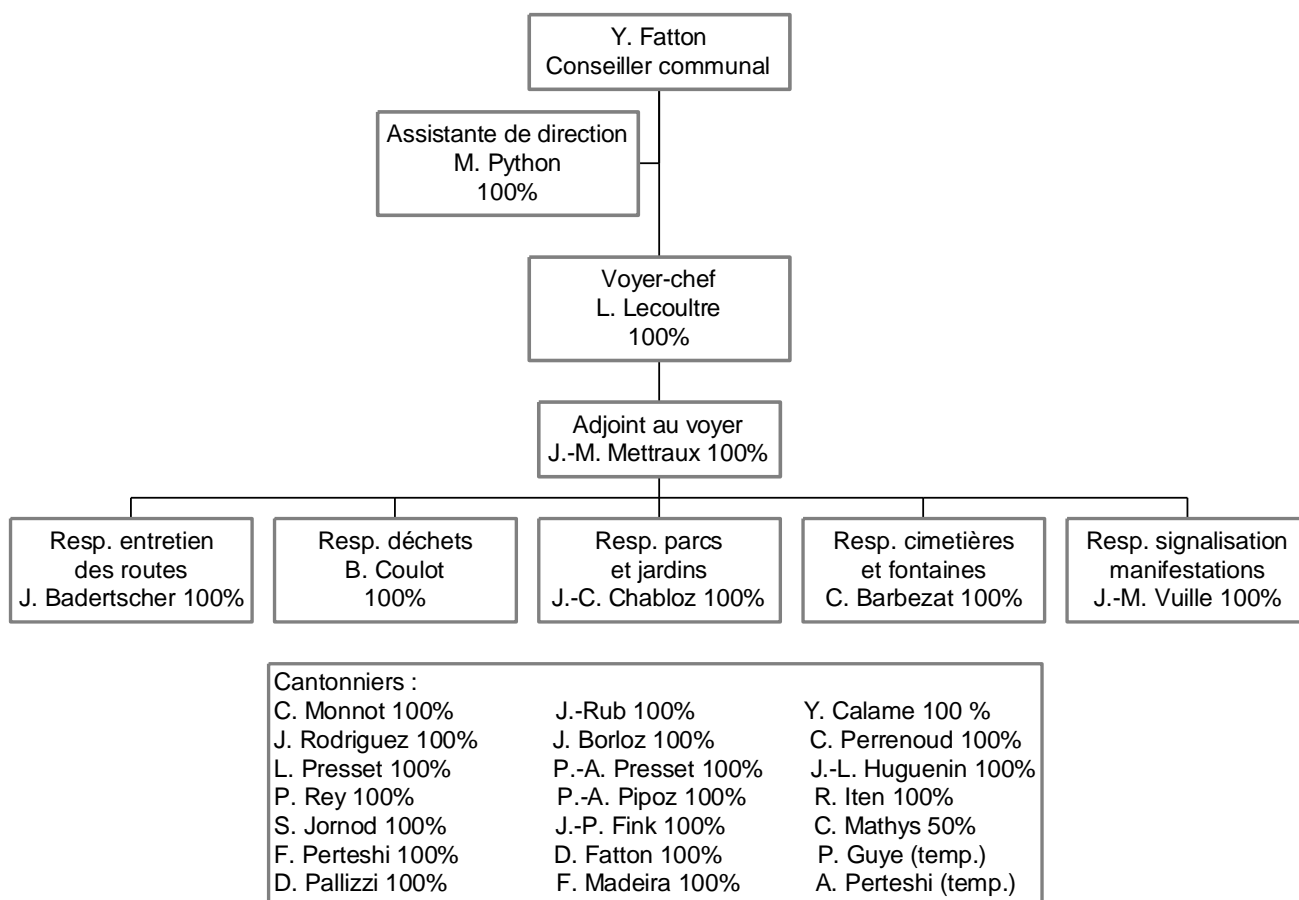 Y. Fatton
Conseiller communal
Assistante de direction
M. Python
100%
Voyer-chef
L. Lecoultre
100%
Adjoint au voyer
J.-M. Mettraux 100%
Resp. entretien
des routes
J. Badertscher 100%
Resp. déchets
B. Coulot
100%
Resp. parcs
et jardins
J.-C. Chabloz 100%
Resp. cimetières
et fontaines
C. Barbezat 100%
Resp. signalisation
manifestations
J.-M. Vuille 100%
Cantonniers :
C. Monnot 100% J.-Rub 100% Y. Calame 100 %
J. Rodriguez 100% J. Borloz 100% C. Perrenoud 100%
L. Presset 100% P.-A. Presset 100% J.-L. Huguenin 100%
P. Rey 100% P.-A. Pipoz 100% R. Iten 100%
S. Jornod 100% J.-P. Fink 100% C. Mathys 50%
F. Perteshi 100% D. Fatton 100% P. Guye (temp.)
D. Pallizzi 100% F. Madeira 100% A. Perteshi (temp.)